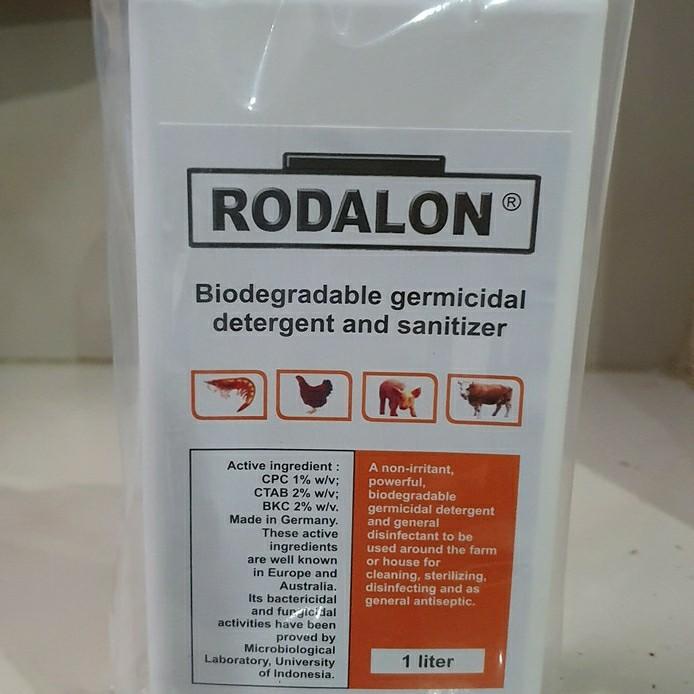 RODALON®
Biodegradable germicidal
detergent and sanitizer
Active ingredient :
CPC 1% w/v;
CTAB 2% w/v;
BKC 2% w/v.
Made in Germany.
These active
ingredients
are well known
in Europe and
Australia.
Its bactericidal
and fungicidal
activities have been
proved by
Microbiological
Laboratory, University
of Indonesia.
A non-irritant,
powerful,
biodegradable
germicidal detergent
and general
disinfectant to be
used around the farm
or house for
cleaning, sterilizing,
disinfecting and as
general antiseptic.
1 liter